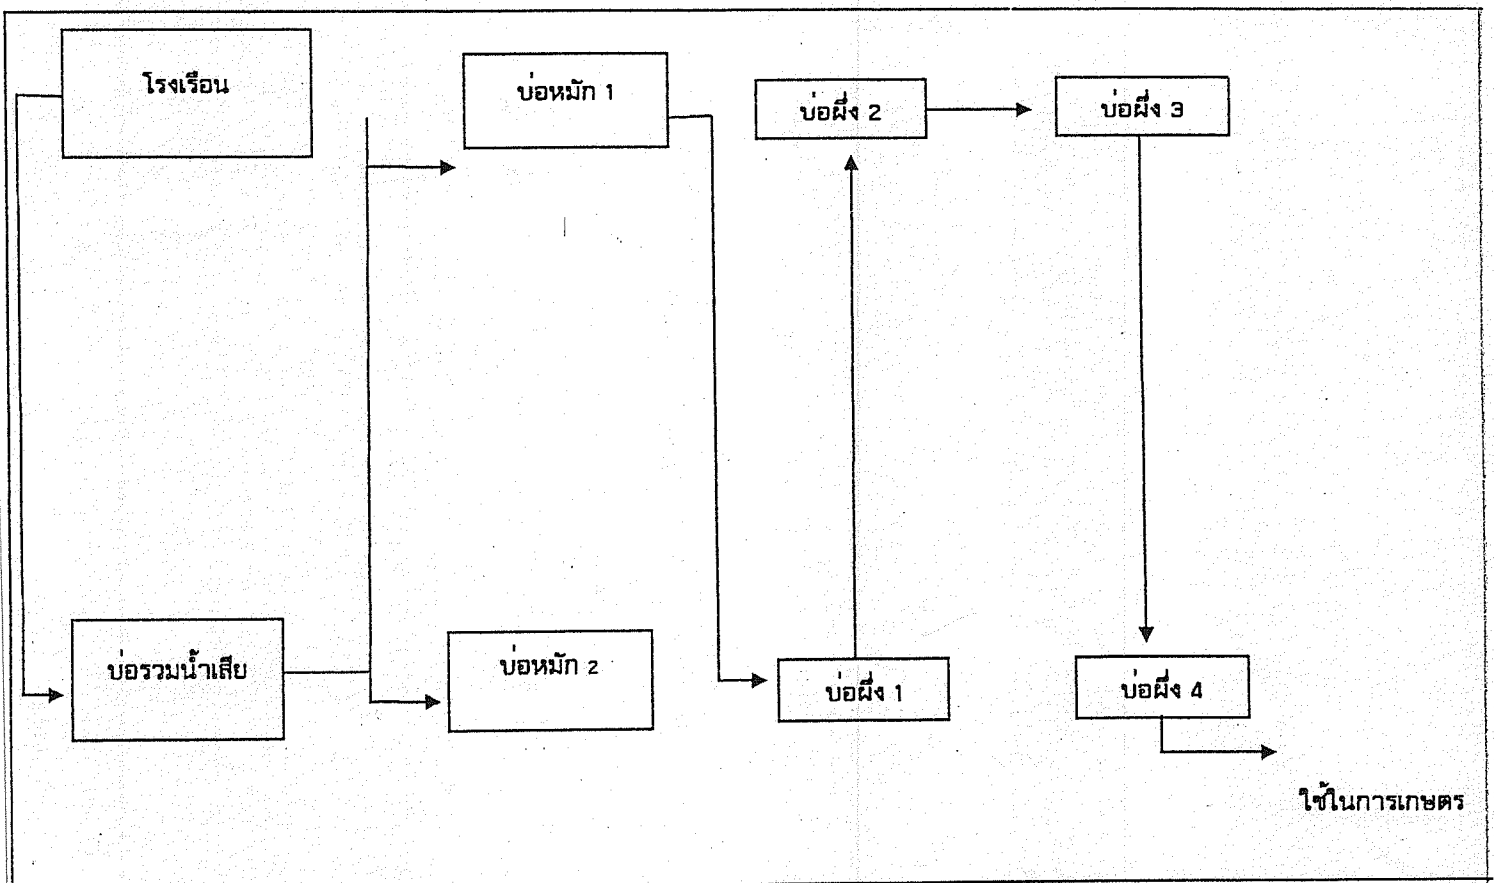 โรงเรือน
บ่อหมัก 1
บ่อผึ่ง 2
บ่อผึ่ง 3
บ่อรวมน้ำเสีย
บ่อหมัก 2
บ่อผึ่ง 1
บ่อผึ่ง 4
ใช้ในการเกษตร